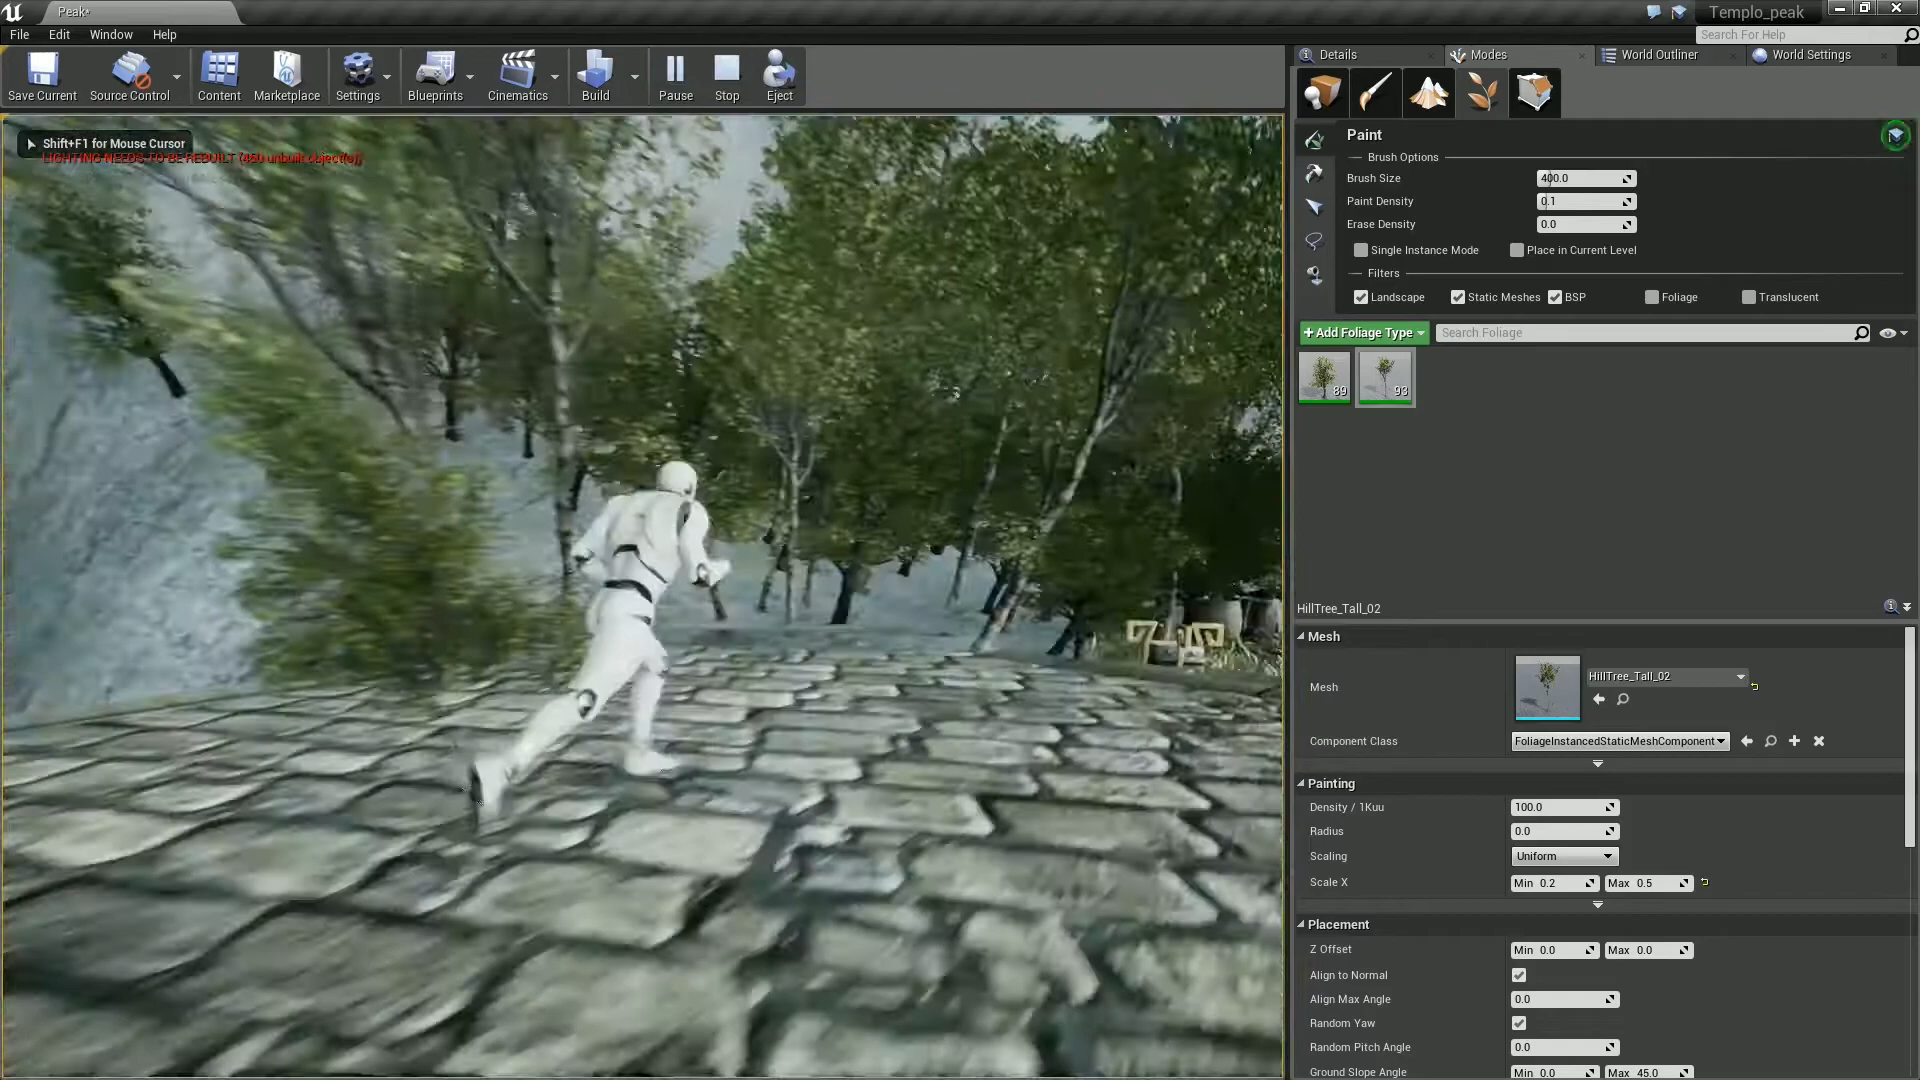 Peak*
Templo_peak
File Edit Window Help
Search For Help
Save Current
Source Control
Content
Marketplace
Settings
Blueprints
Cinematics
Build
Pause
Stop
Eject
Shift+F1 for Mouse Cursor
LIGHTING NEEDS TO BE REBUILT (450 unbuilt object(s))
Details
Modes
World Outliner
World Settings
Paint
Brush Options
Brush Size 400.0
Paint Density 0.1
Erase Density 0.0
Single Instance Mode Place in Current Level
Filters
Landscape Static Meshes BSP Foliage Translucent
+ Add Foliage Type Search Foliage
89 93
HillTree_Tall_02
Mesh
Mesh HillTree_Tall_02
Component Class FoliageInstancedStaticMeshComponent
Painting
Density / 1Kuu 100.0
Radius 0.0
Scaling Uniform
Scale X Min 0.2 Max 0.5
Placement
Z Offset Min 0.0 Max 0.0
Align to Normal
Align Max Angle 0.0
Random Yaw
Random Pitch Angle 0.0
Ground Slope Angle Min 0.0 Max 45.0